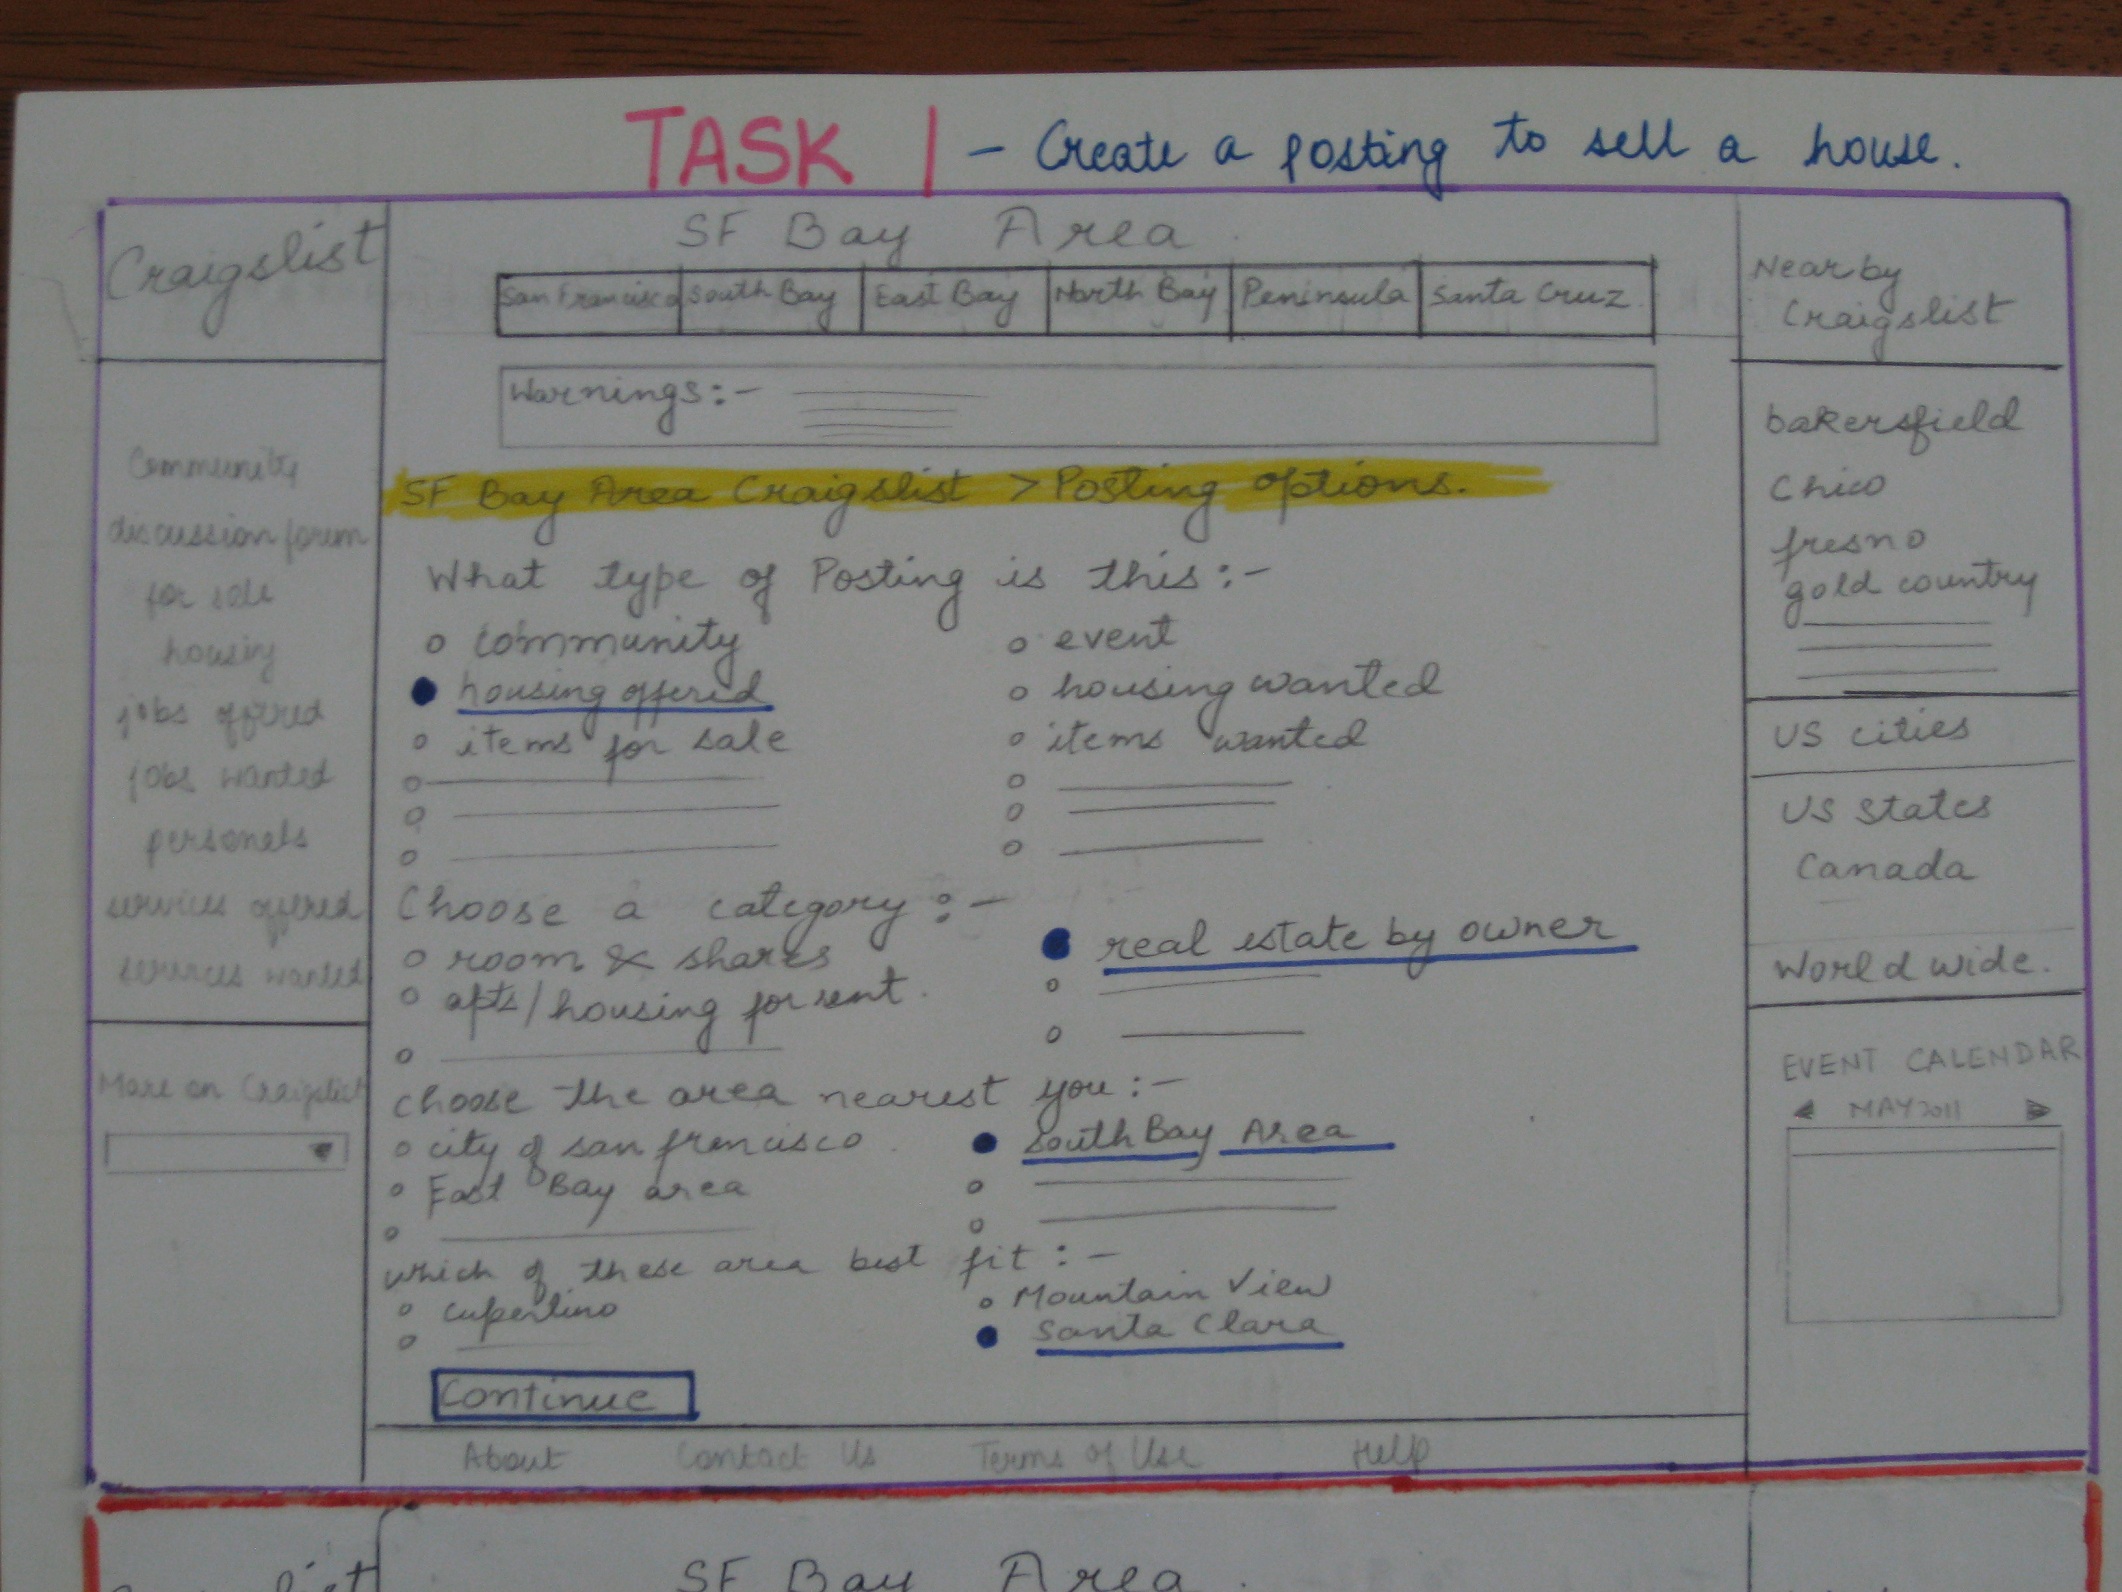 TASK 1 - Create a posting to sell a house.
Craigslist
SF Bay Area
San Francisco South Bay East Bay North Bay Peninsula Santa Cruz
Warnings:-
SF Bay Area Craigslist > Posting options.
What type of Posting is this:-
community
event
housing offered
housing wanted
items for sale
items wanted
Choose a category:-
room & shares
real estate by owner
apts/housing for rent.
choose the area nearest you:-
city of san francisco
South Bay Area
East Bay area
which of these area best fit:-
cupertino
Mountain View
Santa Clara
Continue
About Contact Us Terms of Use Help
Community
discussion forum
for sale
housing
jobs offered
jobs wanted
personels
services offered
services wanted
More on Craigslist
Nearby
Craigslist
bakersfield
Chico
fresno
gold country
US cities
US States
Canada
World wide.
EVENT CALENDAR
MAY 2011
SF Bay Area